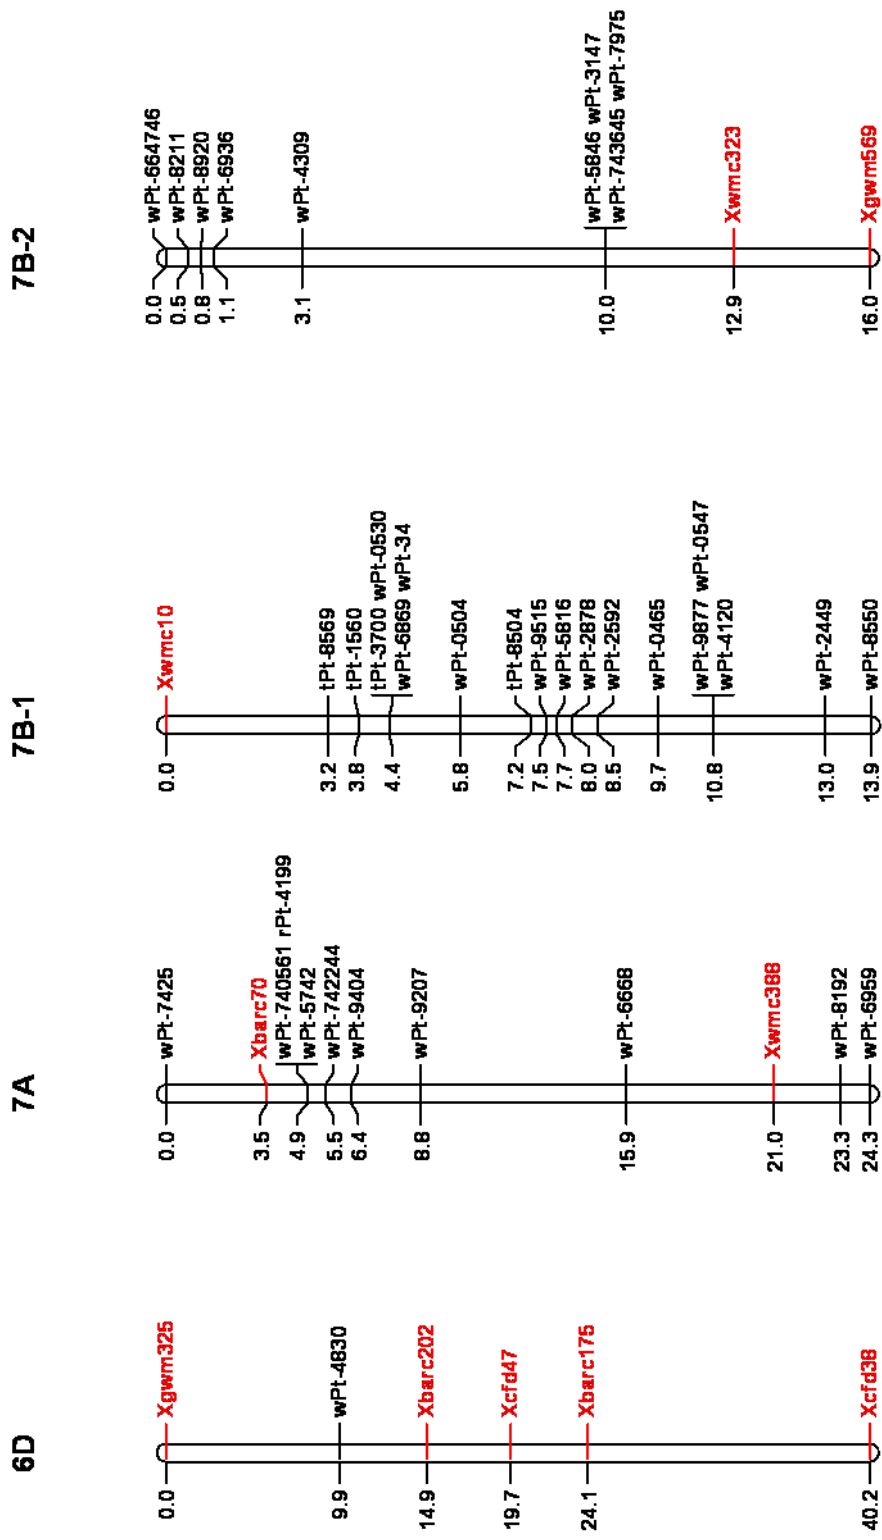 6D
0.0 Xgwm325
9.9 wPt-4830
14.9 Xbarc202
19.7 Xcfd47
24.1 Xbarc175
40.2 Xcfd38
7A
0.0 wPt-7425
3.5 Xbarc70
4.9 wPt-740561 rPt-4199
wPt-5742
5.5 wPt-742244
6.4 wPt-9404
8.8 wPt-9207
15.9 wPt-6668
21.0 Xwmc388
23.3 wPt-8192
24.3 wPt-6959
7B-1
0.0 Xwmc10
3.2 tPt-8569
3.8 tPt-1560
4.4 tPt-3700 wPt-0530
wPt-6869 wPt-34
5.8 wPt-0504
7.2 tPt-8504
7.5 wPt-9515
7.7 wPt-5816
8.0 wPt-2878
8.5 wPt-2592
9.7 wPt-0465
10.8 wPt-9877 wPt-0547
wPt-4120
13.0 wPt-2449
13.9 wPt-8550
7B-2
0.0 wPt-664746
0.5 wPt-8211
0.8 wPt-8920
1.1 wPt-6936
3.1 wPt-4309
10.0 wPt-5846 wPt-3147
wPt-743645 wPt-7975
12.9 Xwmc323
16.0 Xgwm569